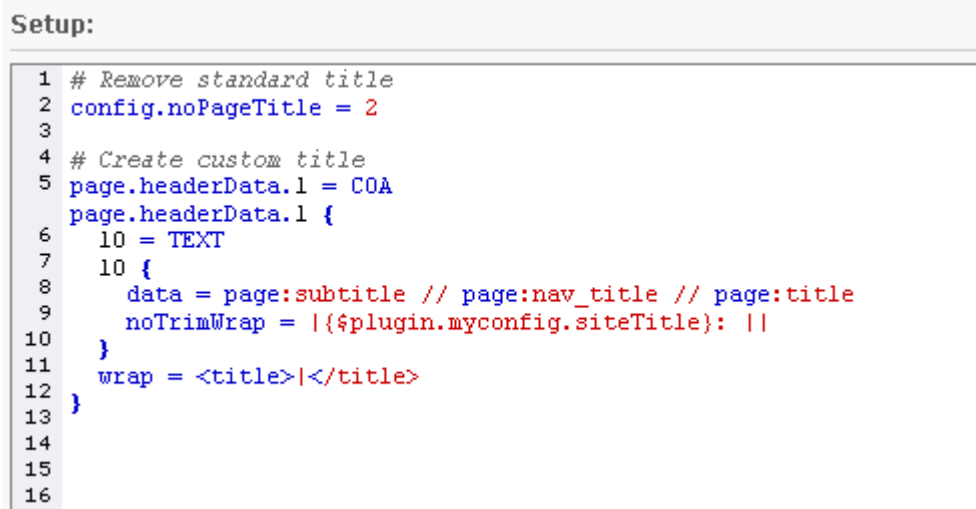 Setup:
1 # Remove standard title
2 config.noPageTitle = 2
3
4 # Create custom title
5 page.headerData.1 = COA
page.headerData.1 {
6 10 = TEXT
7 10 {
8 data = page:subtitle // page:nav_title // page:title
9 noTrimWrap = |{$plugin.myconfig.siteTitle}: ||
10 }
11 wrap = <title>|</title>
12 }
13
14
15
16